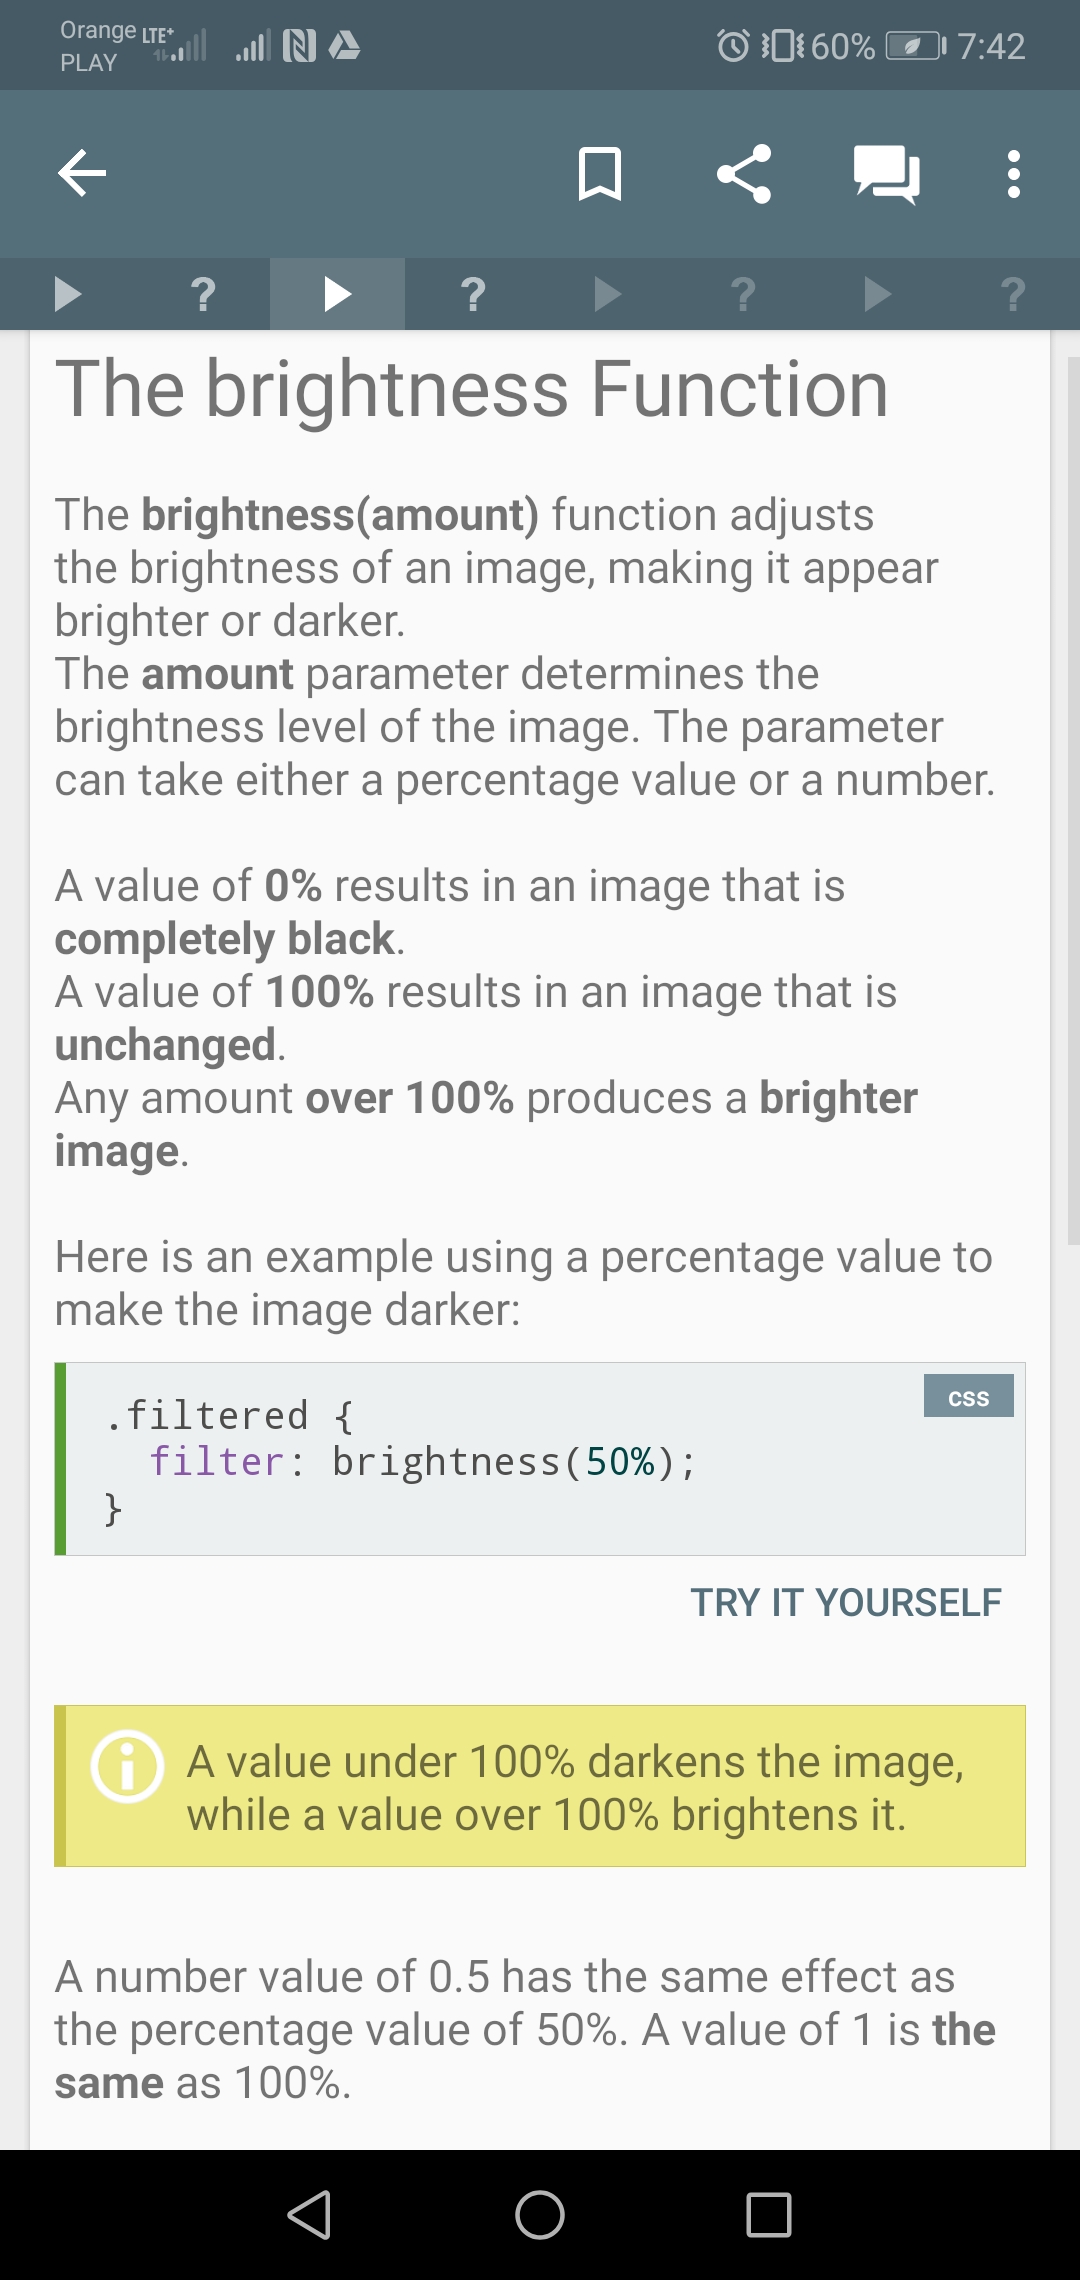 Orange LTE+
PLAY
60% 7:42
? ? ? ?
The brightness Function
The brightness(amount) function adjusts
the brightness of an image, making it appear
brighter or darker.
The amount parameter determines the
brightness level of the image. The parameter
can take either a percentage value or a number.
A value of 0% results in an image that is
completely black.
A value of 100% results in an image that is
unchanged.
Any amount over 100% produces a brighter
image.
Here is an example using a percentage value to
make the image darker:
css
.filtered {
  filter: brightness(50%);
}
TRY IT YOURSELF
A value under 100% darkens the image,
while a value over 100% brightens it.
A number value of 0.5 has the same effect as
the percentage value of 50%. A value of 1 is the
same as 100%.